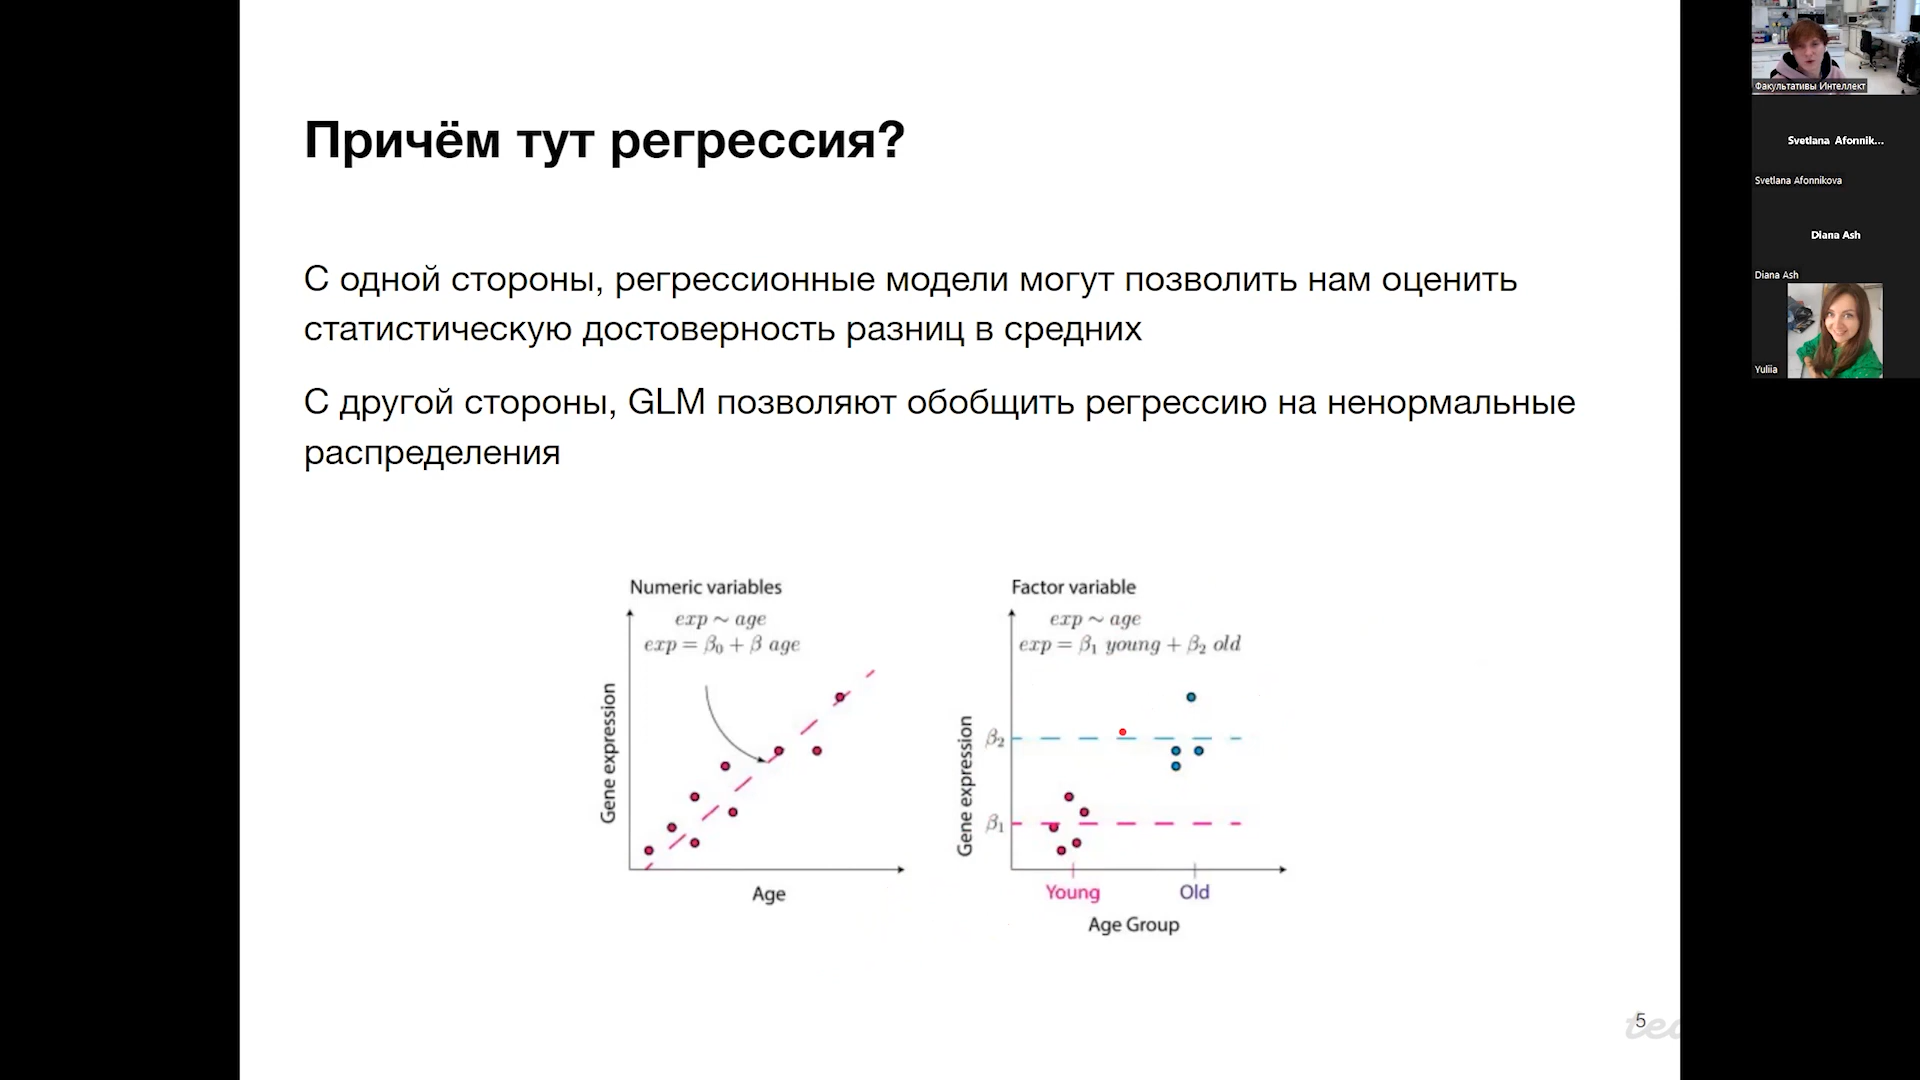 Причём тут регрессия?
С одной стороны, регрессионные модели могут позволить нам оценить
статистическую достоверность разниц в средних
С другой стороны, GLM позволяют обобщить регрессию на ненормальные
распределения
Numeric variables
exp ~ age
exp = β₀ + β age
Gene expression
Age
Factor variable
exp ~ age
exp = β₁ young + β₂ old
Gene expression
β₂
β₁
Young
Old
Age Group
5
Факультативы Интеллект
Svetlana Afonnik...
Svetlana Afonnikova
Diana Ash
Diana Ash
Yuliia